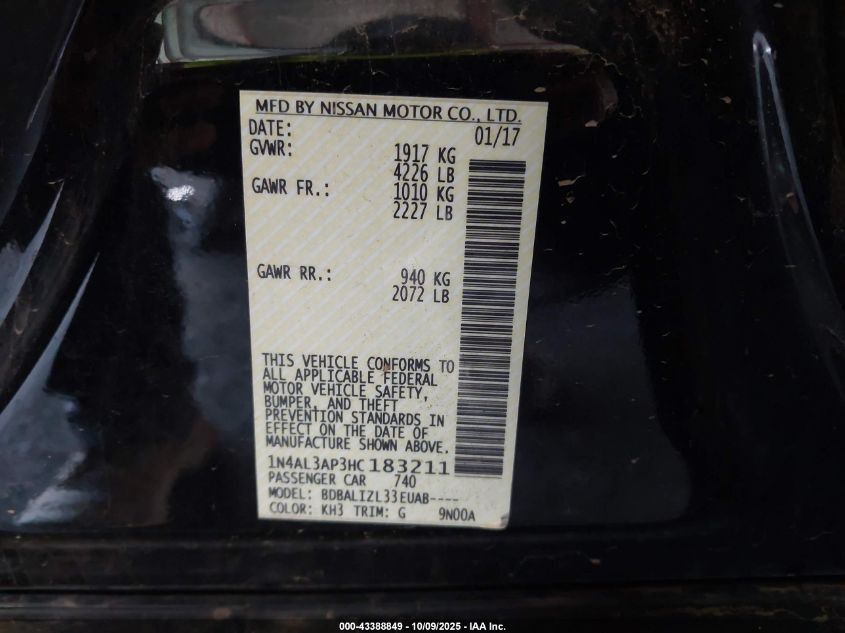 MFD BY NISSAN MOTOR CO., LTD.
DATE: 01/17
GVWR: 1917 KG
4226 LB
GAWR FR.: 1010 KG
2227 LB
GAWR RR.: 940 KG
2072 LB
THIS VEHICLE CONFORMS TO
ALL APPLICABLE FEDERAL
MOTOR VEHICLE SAFETY,
BUMPER, AND THEFT
PREVENTION STANDARDS IN
EFFECT ON THE DATE OF
MANUFACTURE SHOWN ABOVE.
1N4AL3AP3HC183211
PASSENGER CAR 740
MODEL: BDBALIZL33EUAB----
COLOR: KH3 TRIM: G 9N00A
000-43388849 - 10/09/2025 - IAA Inc.